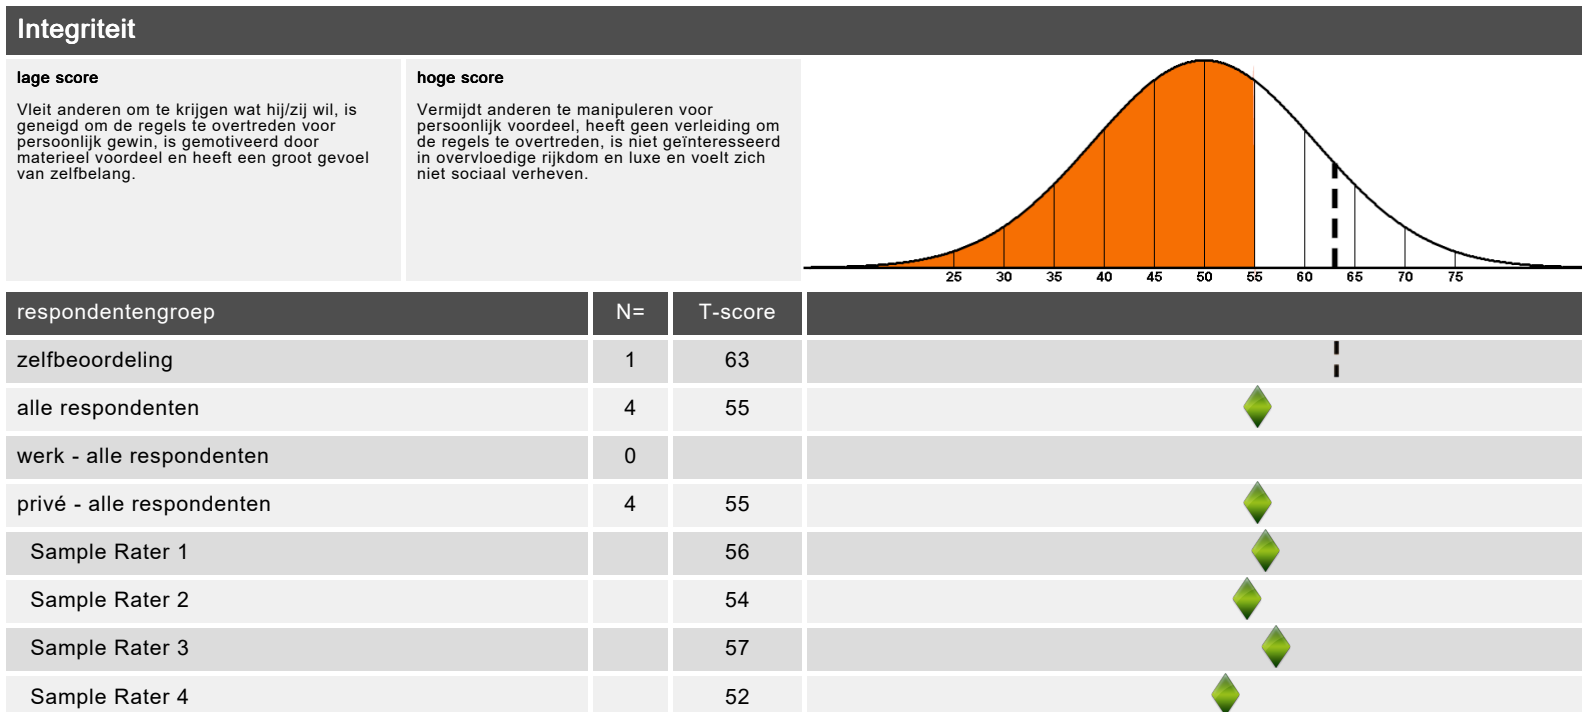 Integriteit
lage score
Vleit anderen om te krijgen wat hij/zij wil, is
geneigd om de regels te overtreden voor
persoonlijk gewin, is gemotiveerd door
materieel voordeel en heeft een groot gevoel
van zelfbelang.
hoge score
Vermijdt anderen te manipuleren voor
persoonlijk voordeel, heeft geen verleiding om
de regels te overtreden, is niet geïnteresseerd
in overvloedige rijkdom en luxe en voelt zich
niet sociaal verheven.
25 30 35 40 45 50 55 60 65 70 75
respondentengroep N= T-score
zelfbeoordeling 1 63
alle respondenten 4 55
werk - alle respondenten 0
privé - alle respondenten 4 55
Sample Rater 1 56
Sample Rater 2 54
Sample Rater 3 57
Sample Rater 4 52